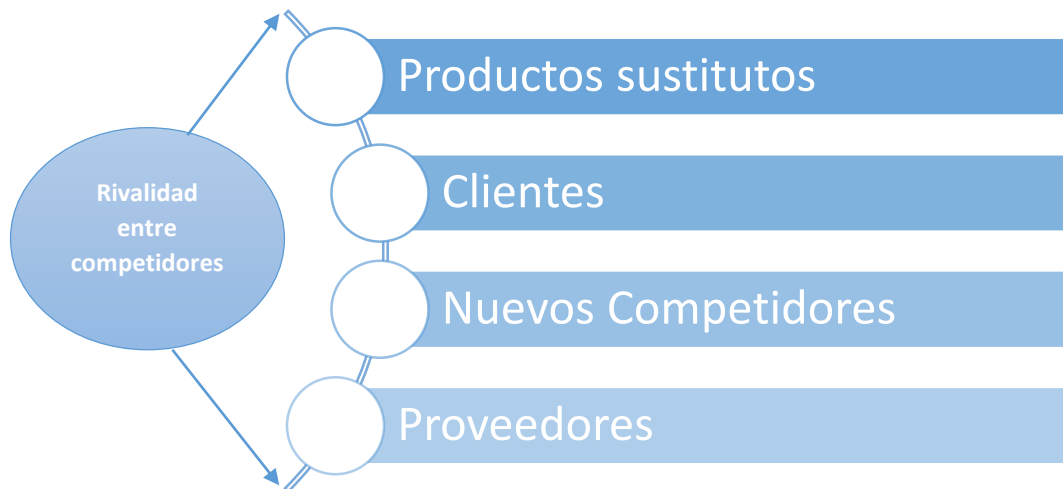 Productos sustitutos
Clientes
Rivalidad
entre
competidores
Nuevos Competidores
Proveedores